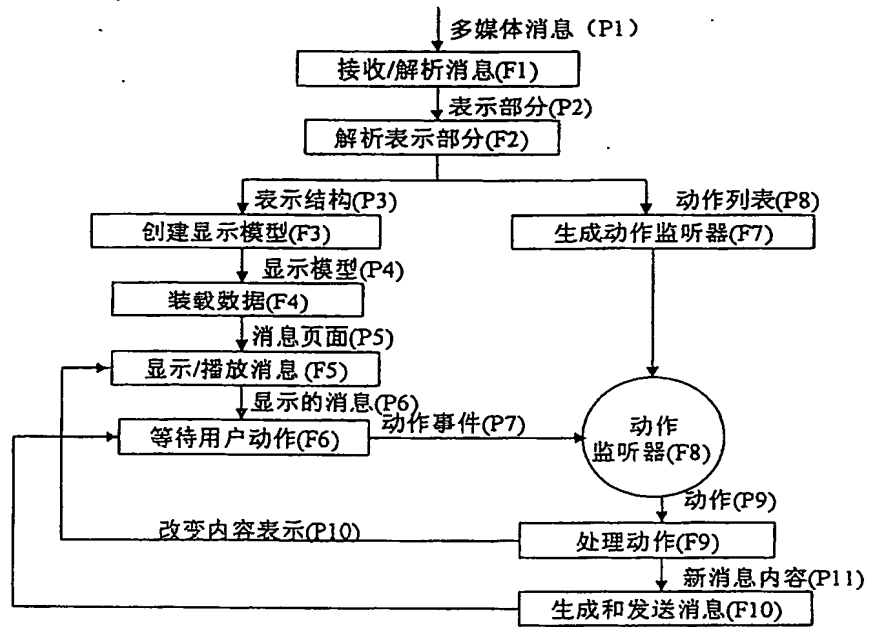 多媒体消息（P1）
接收/解析消息(F1)
表示部分(P2)
解析表示部分(F2)
表示结构(P3)
动作列表(P8)
创建显示模型(F3)
生成动作监听器(F7)
显示模型(P4)
装载数据(F4)
消息页面(P5)
显示/播放消息(F5)
显示的消息(P6)
动作事件(P7)
等待用户动作(F6)
动作
监听器(F8)
动作(P9)
改变内容表示(P10)
处理动作(F9)
新消息内容(P11)
生成和发送消息(F10)